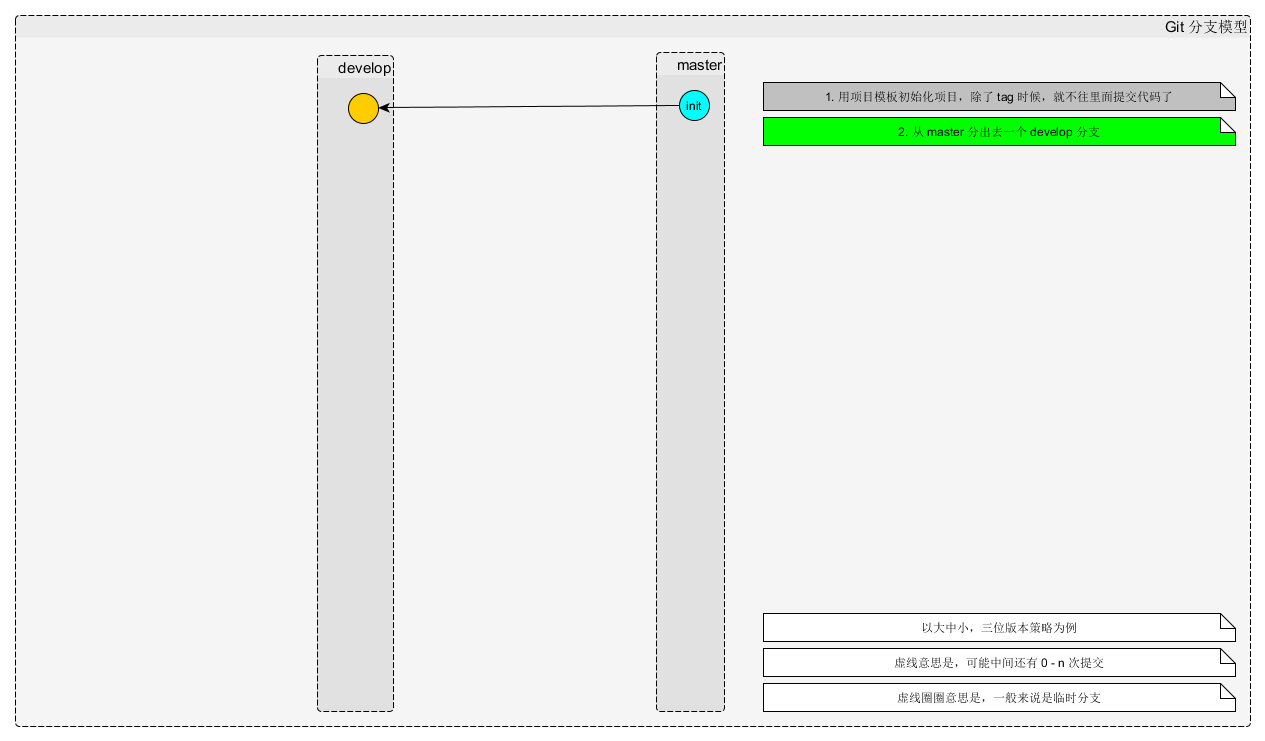 Git 分支模型
develop
master
init
1. 用项目模板初始化项目，除了 tag 时候，就不往里面提交代码了
2. 从 master 分出去一个 develop 分支
以大中小，三位版本策略为例
虚线意思是，可能中间还有 0 - n 次提交
虚线圈圈意思是，一般来说是临时分支